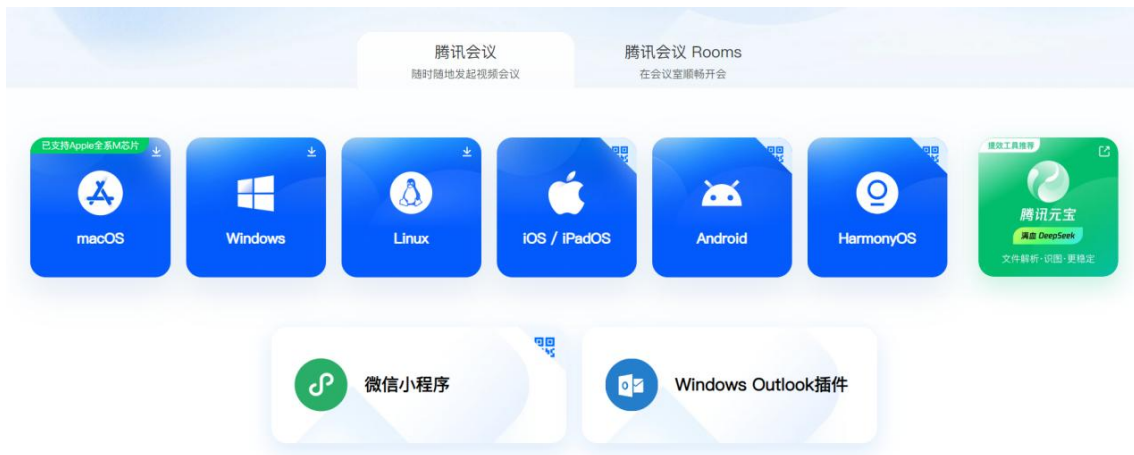 腾讯会议
随时随地发起视频会议
腾讯会议 Rooms
在会议室顺畅开会
已支持Apple全系M芯片
macOS
Windows
Linux
iOS / iPadOS
Android
HarmonyOS
提效工具推荐
腾讯元宝
满血 DeepSeek
文件解析·识图·更稳定
微信小程序
Windows Outlook插件